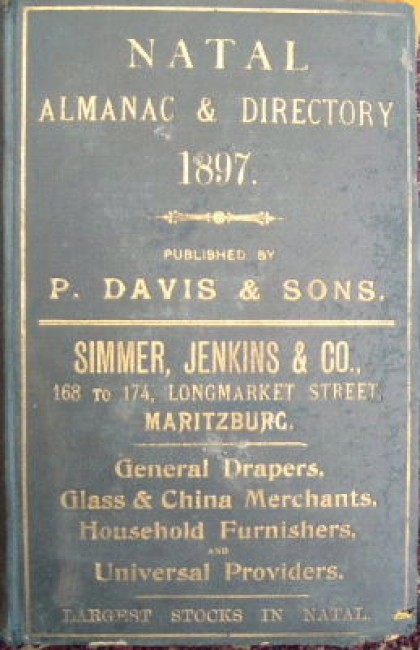 NATAL
ALMANAC & DIRECTORY
1897.
PUBLISHED BY
P. DAVIS & SONS.
SIMMER, JENKINS & CO.,
168 TO 174, LONGMARKET STREET,
MARITZBURG.
General Drapers,
Glass & China Merchants,
Household Furnishers,
AND
Universal Providers.
LARGEST STOCKS IN NATAL.